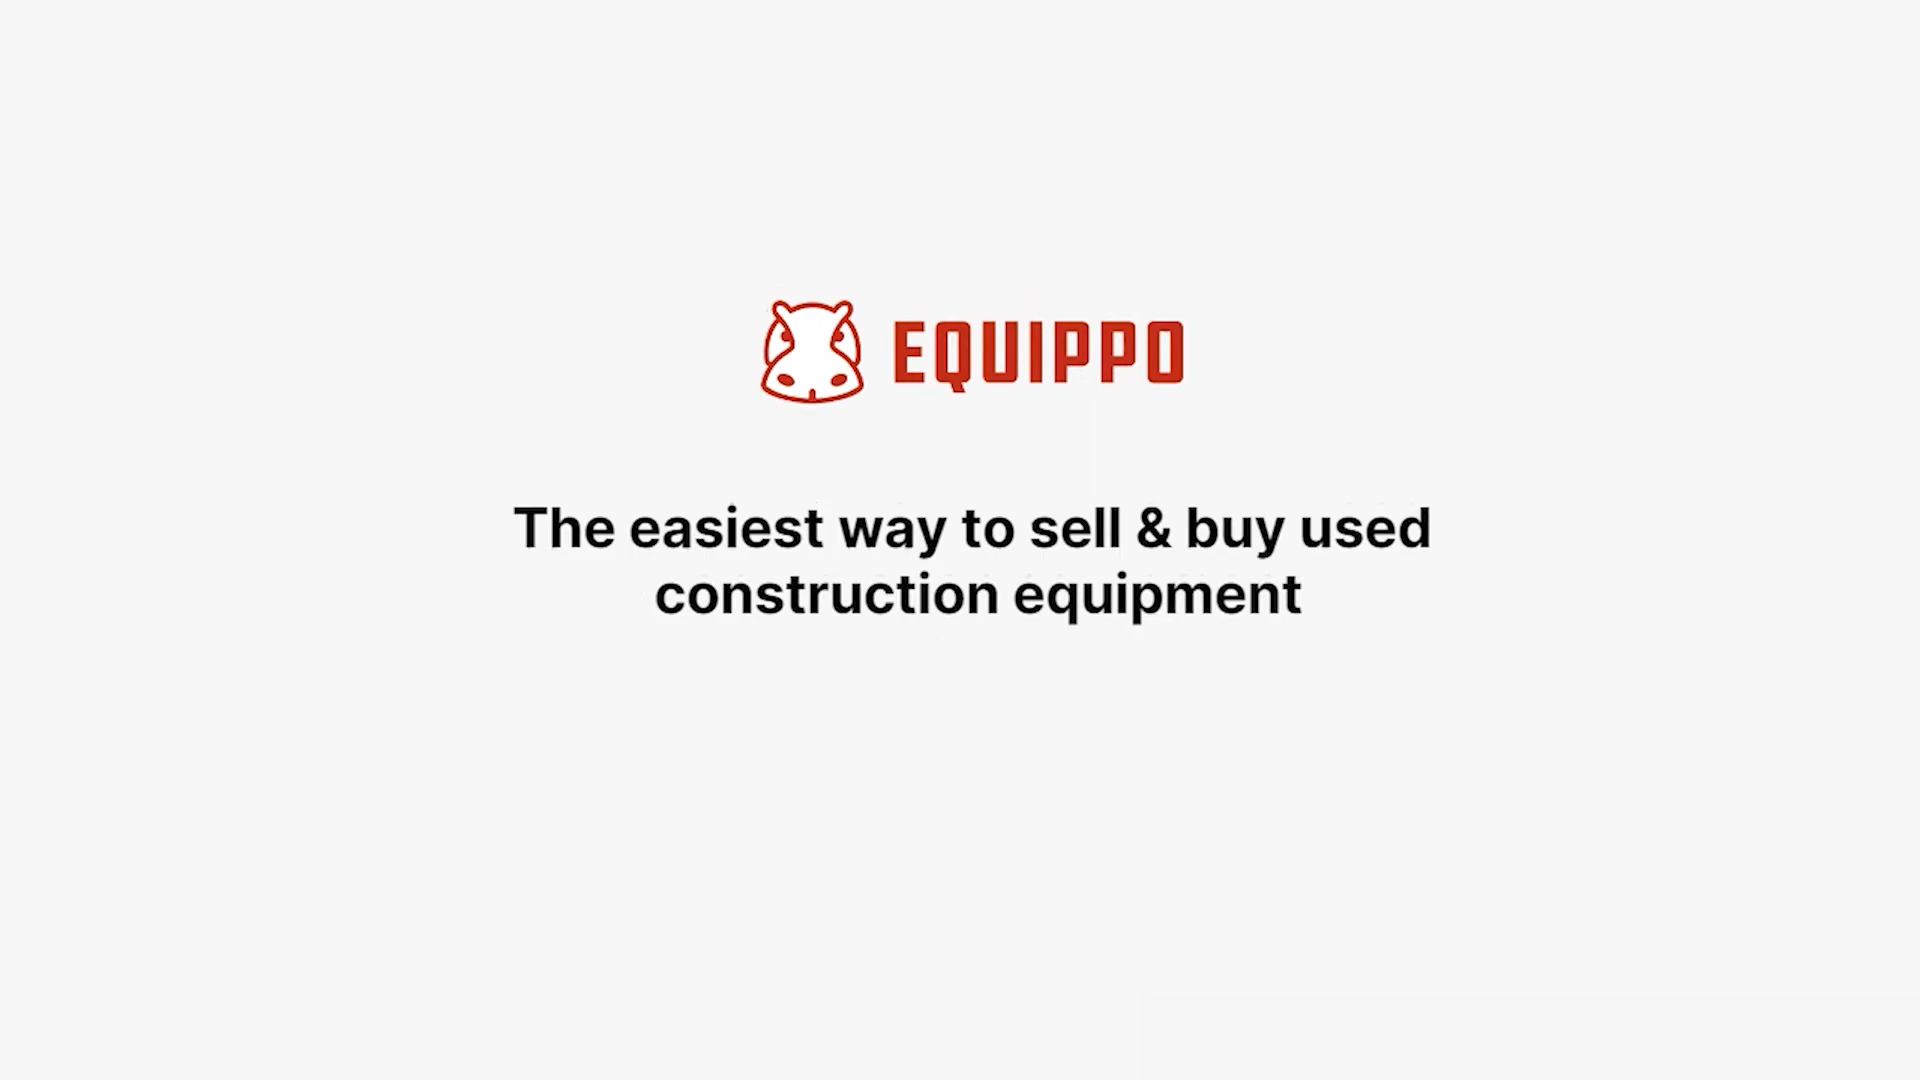 EQUIPPO
The easiest way to sell & buy used
construction equipment